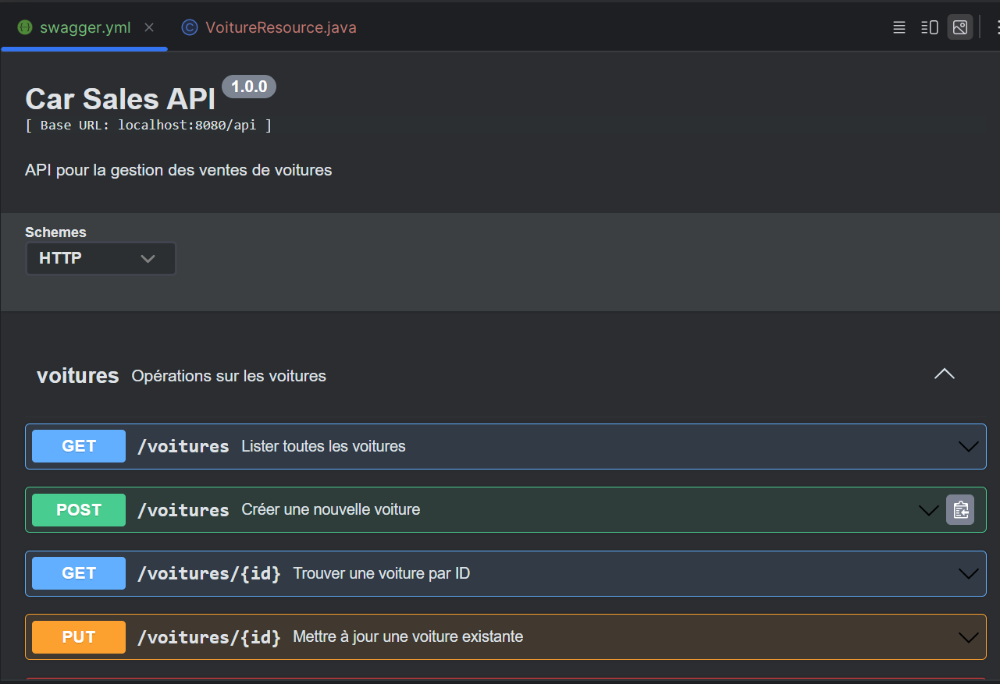 swagger.yml
VoitureResource.java
Car Sales API 1.0.0
[ Base URL: localhost:8080/api ]
API pour la gestion des ventes de voitures
Schemes
HTTP
voitures Opérations sur les voitures
GET /voitures Lister toutes les voitures
POST /voitures Créer une nouvelle voiture
GET /voitures/{id} Trouver une voiture par ID
PUT /voitures/{id} Mettre à jour une voiture existante